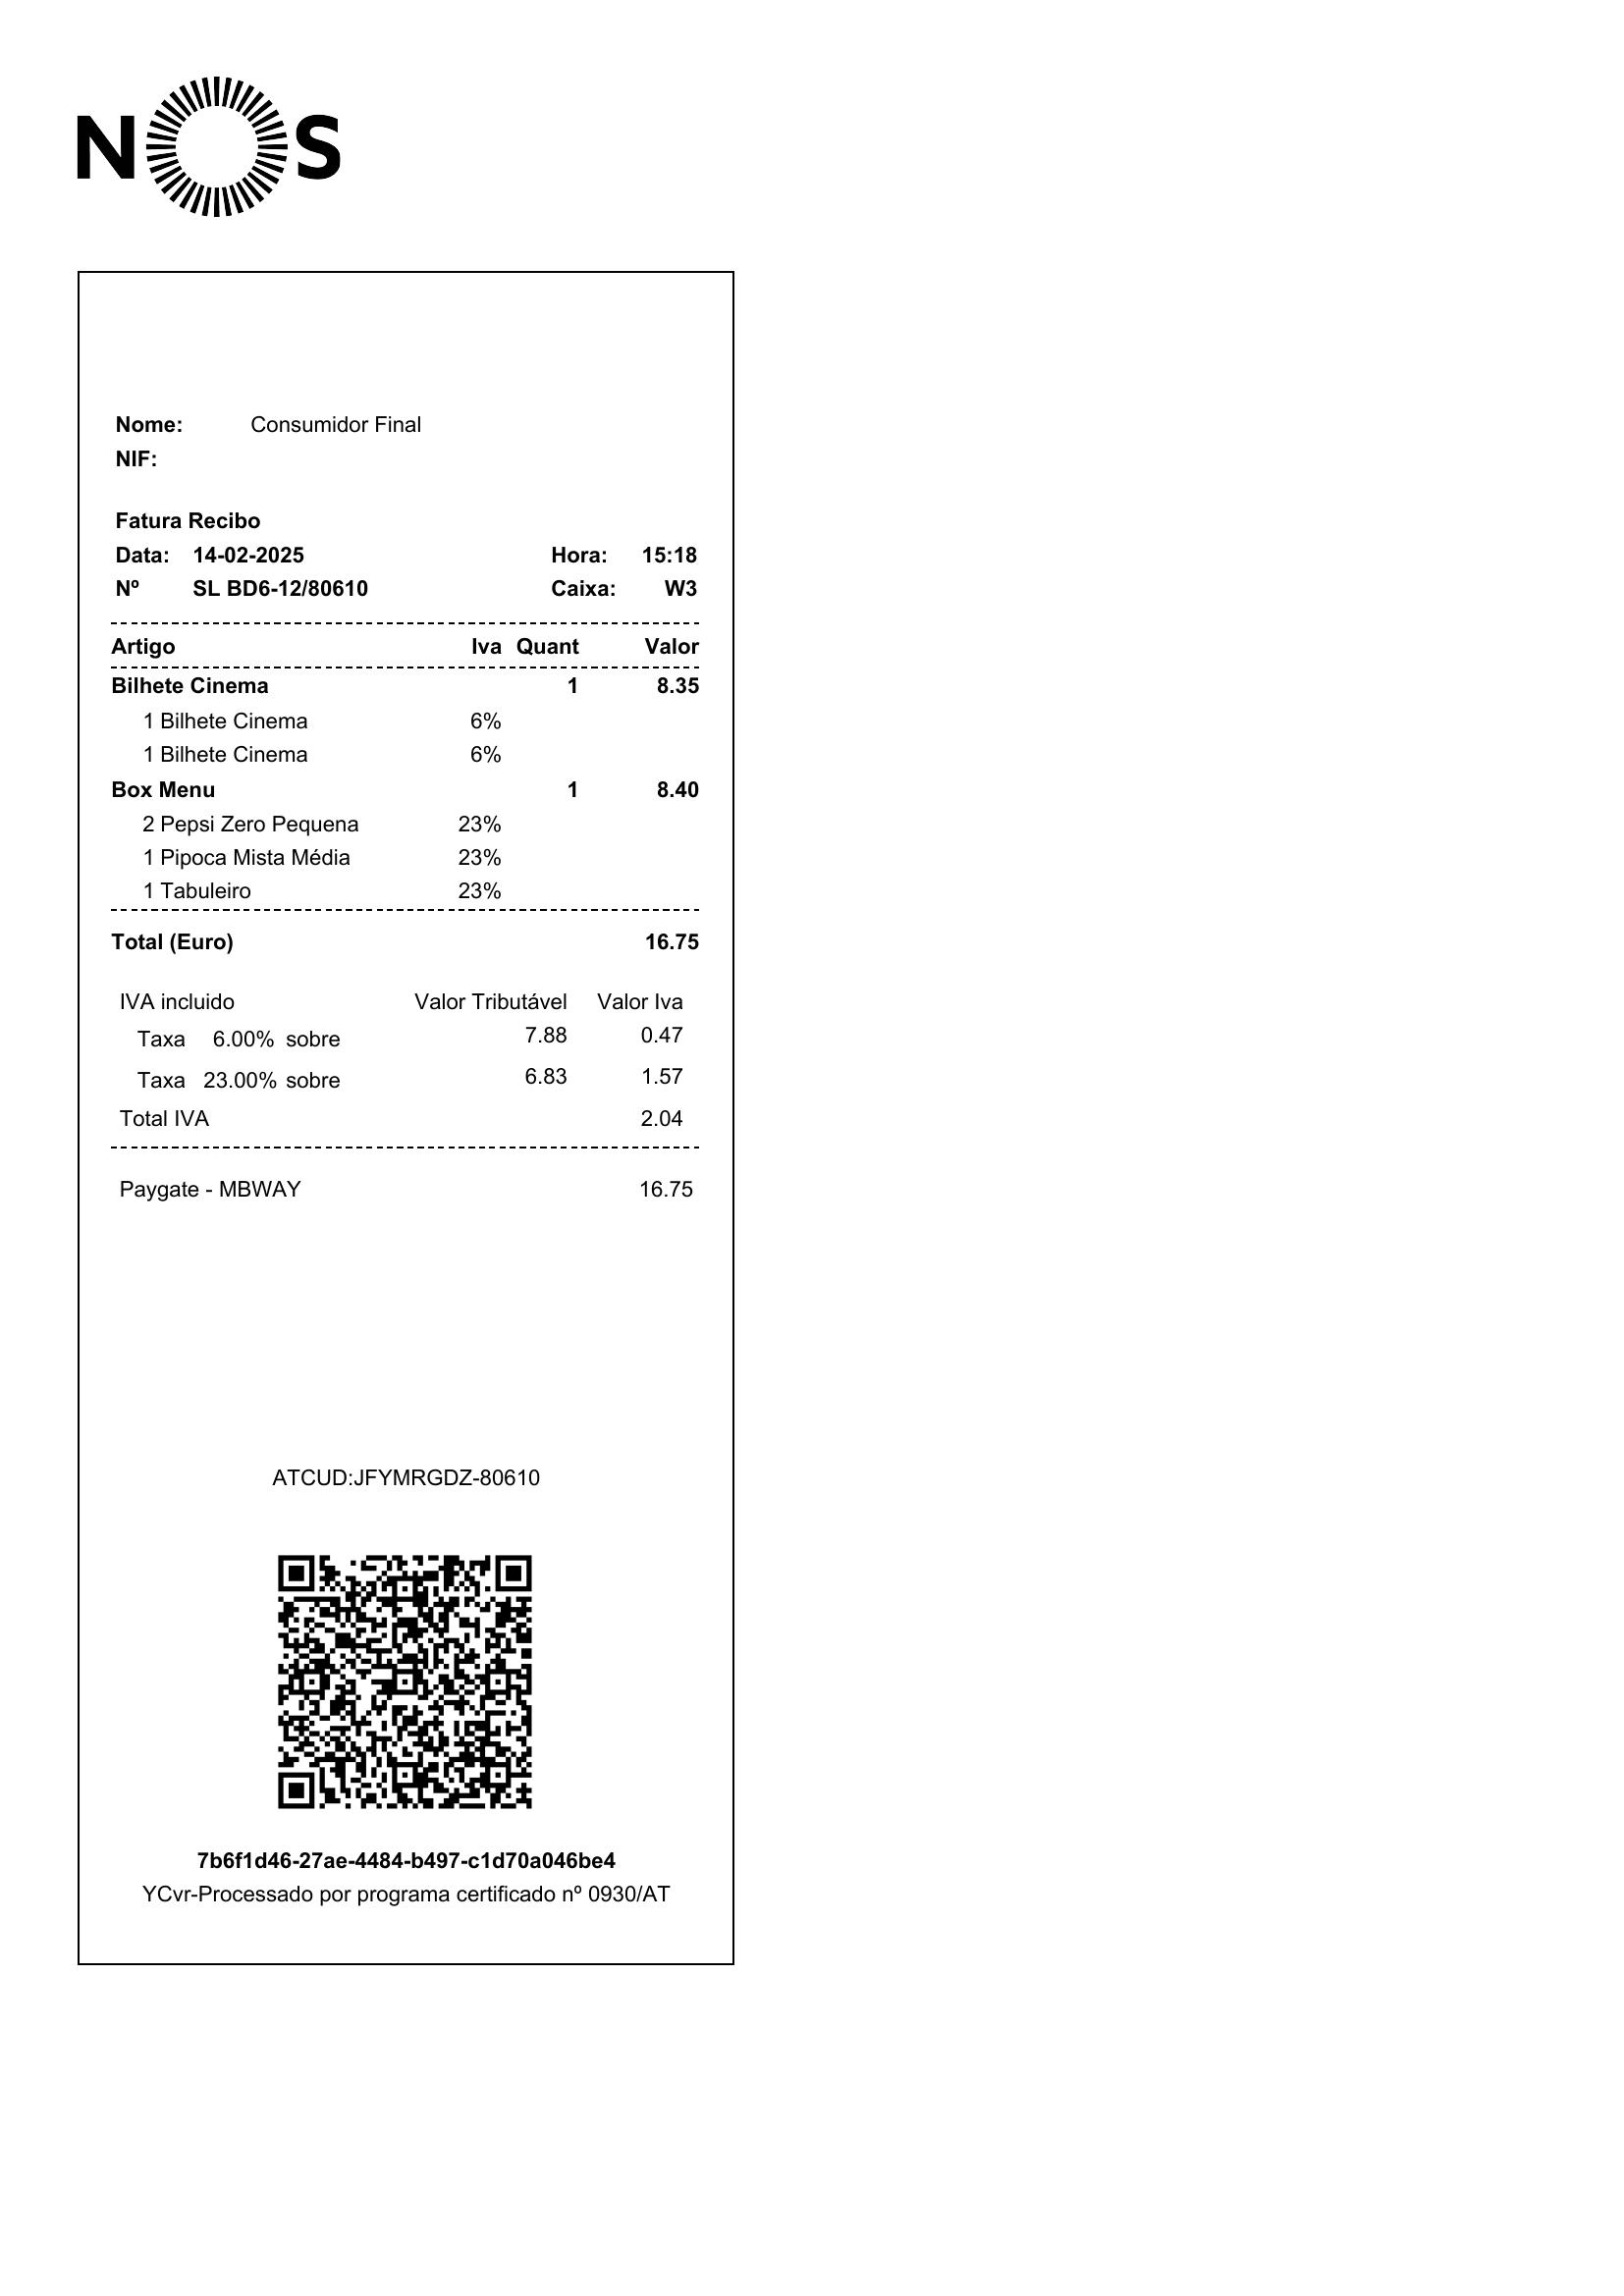 NOS
Nome: Consumidor Final
NIF:
Fatura Recibo
Data: 14-02-2025 Hora: 15:18
Nº SL BD6-12/80610 Caixa: W3
Artigo Iva Quant Valor
Bilhete Cinema 1 8.35
1 Bilhete Cinema 6%
1 Bilhete Cinema 6%
Box Menu 1 8.40
2 Pepsi Zero Pequena 23%
1 Pipoca Mista Média 23%
1 Tabuleiro 23%
Total (Euro) 16.75
IVA incluido Valor Tributável Valor Iva
Taxa 6.00% sobre 7.88 0.47
Taxa 23.00% sobre 6.83 1.57
Total IVA 2.04
Paygate - MBWAY 16.75
ATCUD:JFYMRGDZ-80610
7b6f1d46-27ae-4484-b497-c1d70a046be4
YCvr-Processado por programa certificado nº 0930/AT